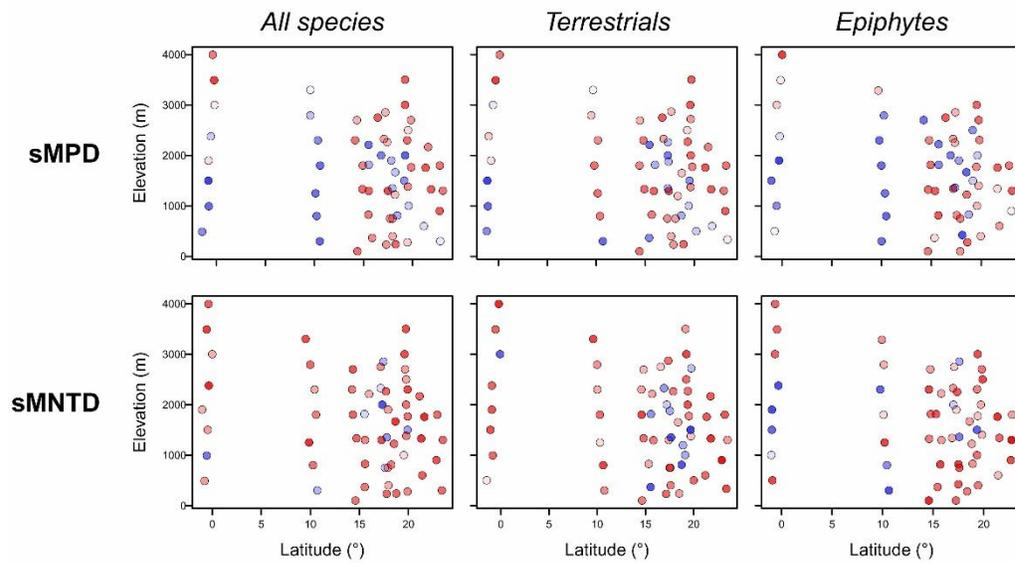 All species Terrestrials Epiphytes
sMPD
Elevation (m)
4000
3000
2000
1000
0
sMNTD
Elevation (m)
4000
3000
2000
1000
0
0 5 10 15 20 0 5 10 15 20 0 5 10 15 20
Latitude (°) Latitude (°) Latitude (°)